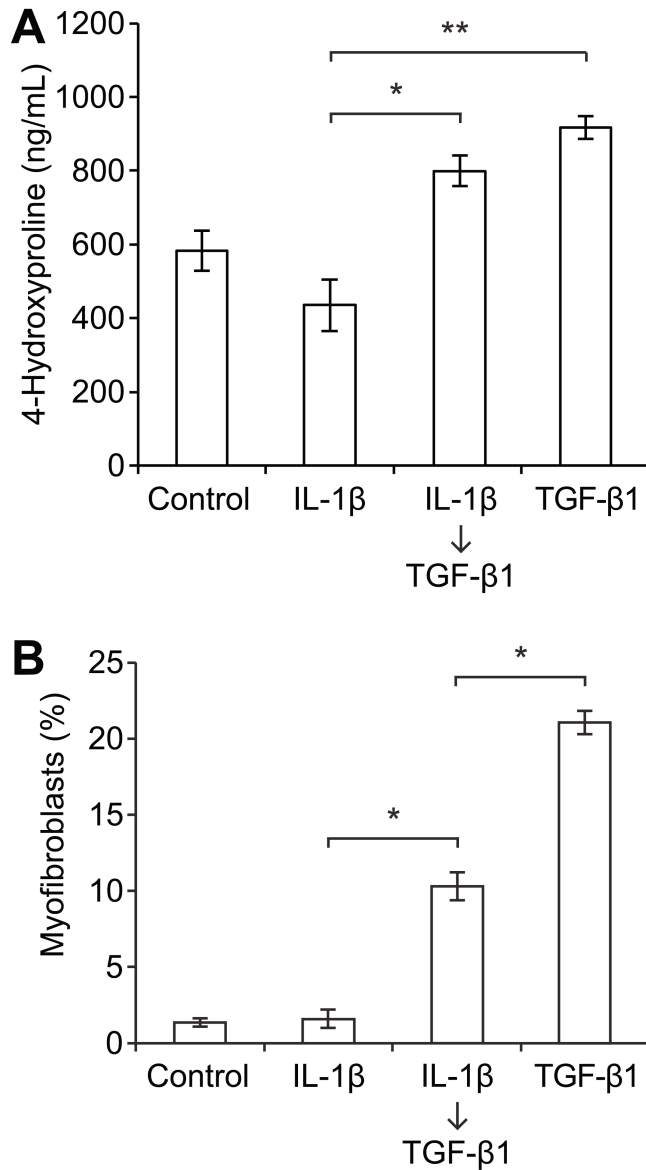 A
4-Hydroxyproline (ng/mL)
1200
1000
800
600
400
200
0
**
*
Control IL-1β IL-1β TGF-β1
↓
TGF-β1
B
Myofibroblasts (%)
25
20
15
10
5
0
*
*
Control IL-1β IL-1β TGF-β1
↓
TGF-β1